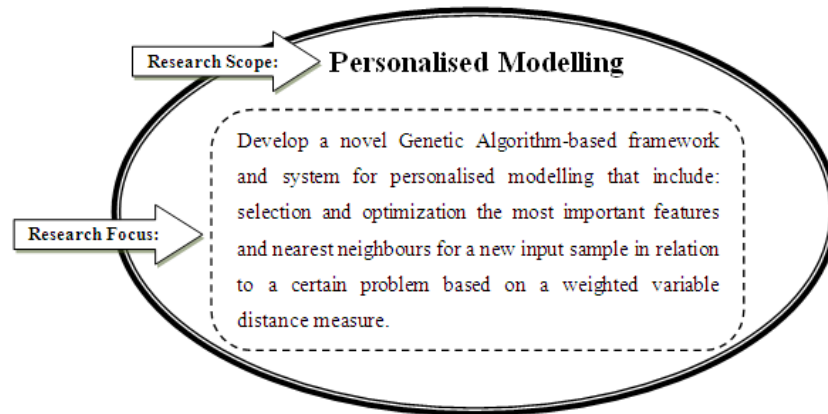 Research Scope: Personalised Modelling
Develop a novel Genetic Algorithm-based framework
and system for personalised modelling that include:
selection and optimization the most important features
Research Focus:
and nearest neighbours for a new input sample in relation
to a certain problem based on a weighted variable
distance measure.